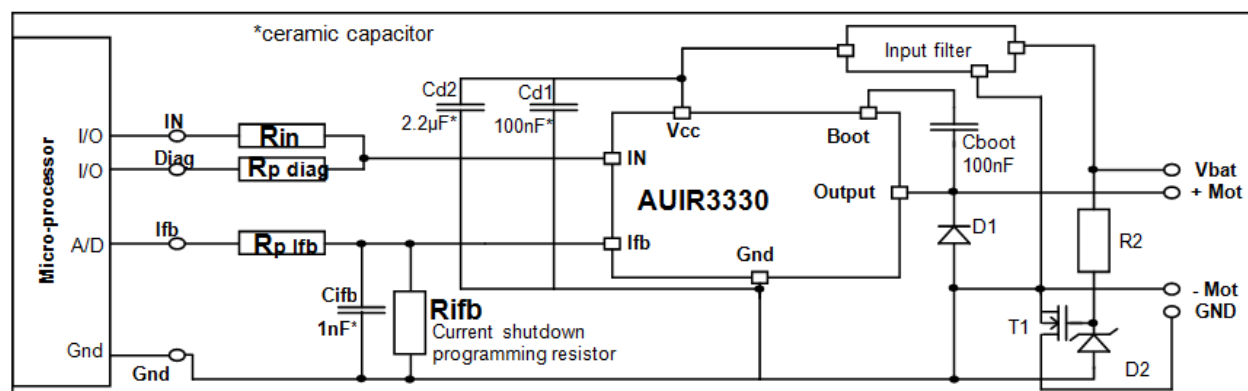 *ceramic capacitor
Input filter
Cd2
2.2µF*
Cd1
100nF*
Vcc
Boot
Cboot
100nF
Micro-processor
I/O
IN
Rin
I/O
Diag
Rp diag
IN
AUIR3330
Output
Vbat
+ Mot
A/D
Ifb
Rp Ifb
Ifb
Gnd
D1
R2
Cifb
1nF*
Rifb
Current shutdown
programming resistor
- Mot
GND
T1
D2
Gnd
Gnd